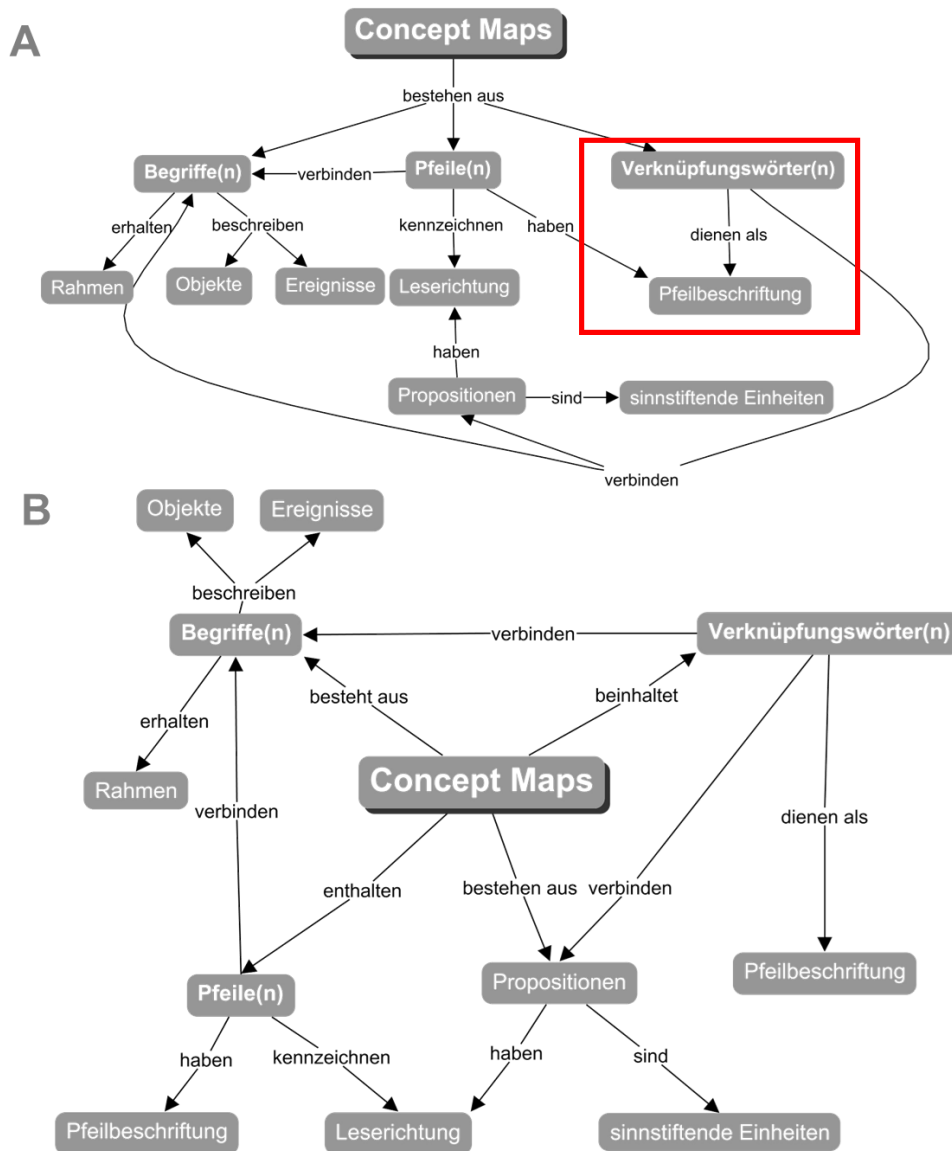 A
Concept Maps
bestehen aus
Begriffe(n)
verbinden
Pfeile(n)
Verknüpfungswörter(n)
erhalten
beschreiben
kennzeichnen
haben
dienen als
Rahmen
Objekte
Ereignisse
Leserichtung
Pfeilbeschriftung
haben
Propositionen
sind
sinnstiftende Einheiten
verbinden
B
Objekte
Ereignisse
beschreiben
Begriffe(n)
verbinden
Verknüpfungswörter(n)
besteht aus
beinhaltet
erhalten
Rahmen
Concept Maps
verbinden
dienen als
enthalten
bestehen aus
verbinden
Pfeile(n)
Propositionen
Pfeilbeschriftung
haben
kennzeichnen
haben
sind
Pfeilbeschriftung
Leserichtung
sinnstiftende Einheiten